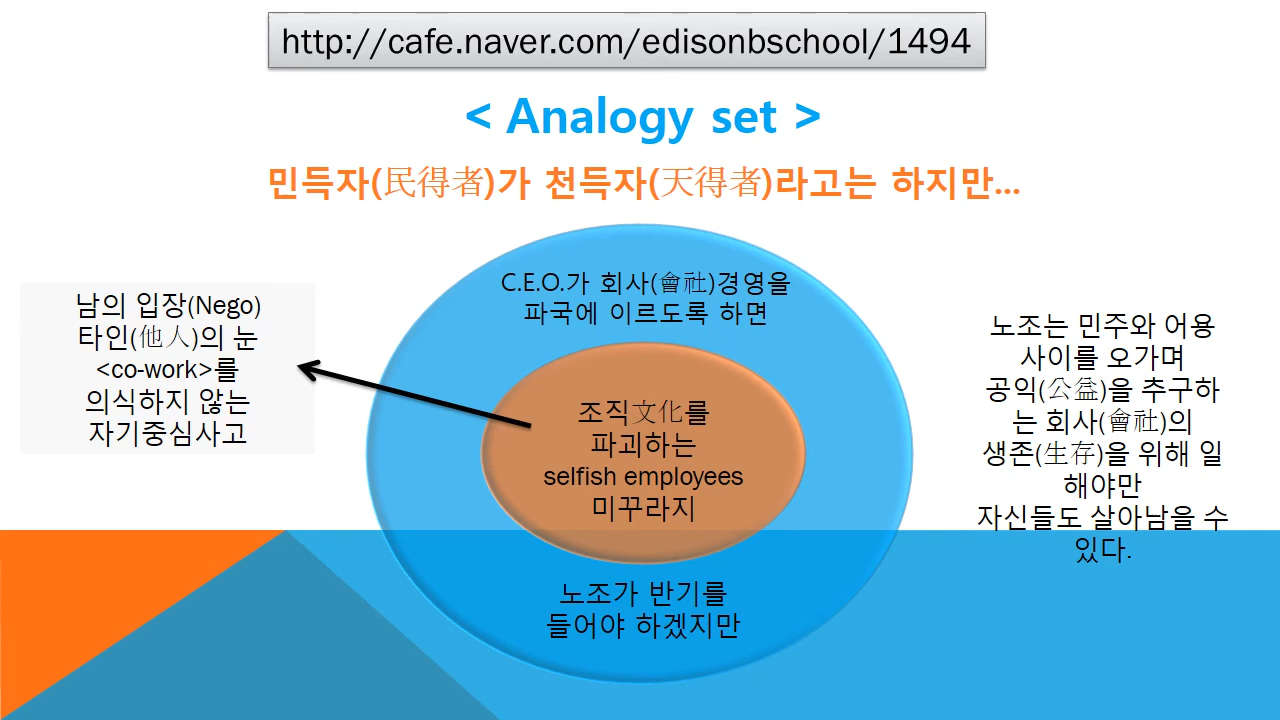 http://cafe.naver.com/edisonbschool/1494
< Analogy set >
민득자(民得者)가 천득자(天得者)라고는 하지만...
C.E.O.가 회사(會社)경영을
파국에 이르도록 하면
남의 입장(Nego)
타인(他人)의 눈
<co-work>를
의식하지 않는
자기중심사고
조직文化를
파괴하는
selfish employees
미꾸라지
노조가 반기를
들어야 하겠지만
노조는 민주와 어용
사이를 오가며
공익(公益)을 추구하
는 회사(會社)의
생존(生存)을 위해 일
해야만
자신들도 살아남을 수
있다.